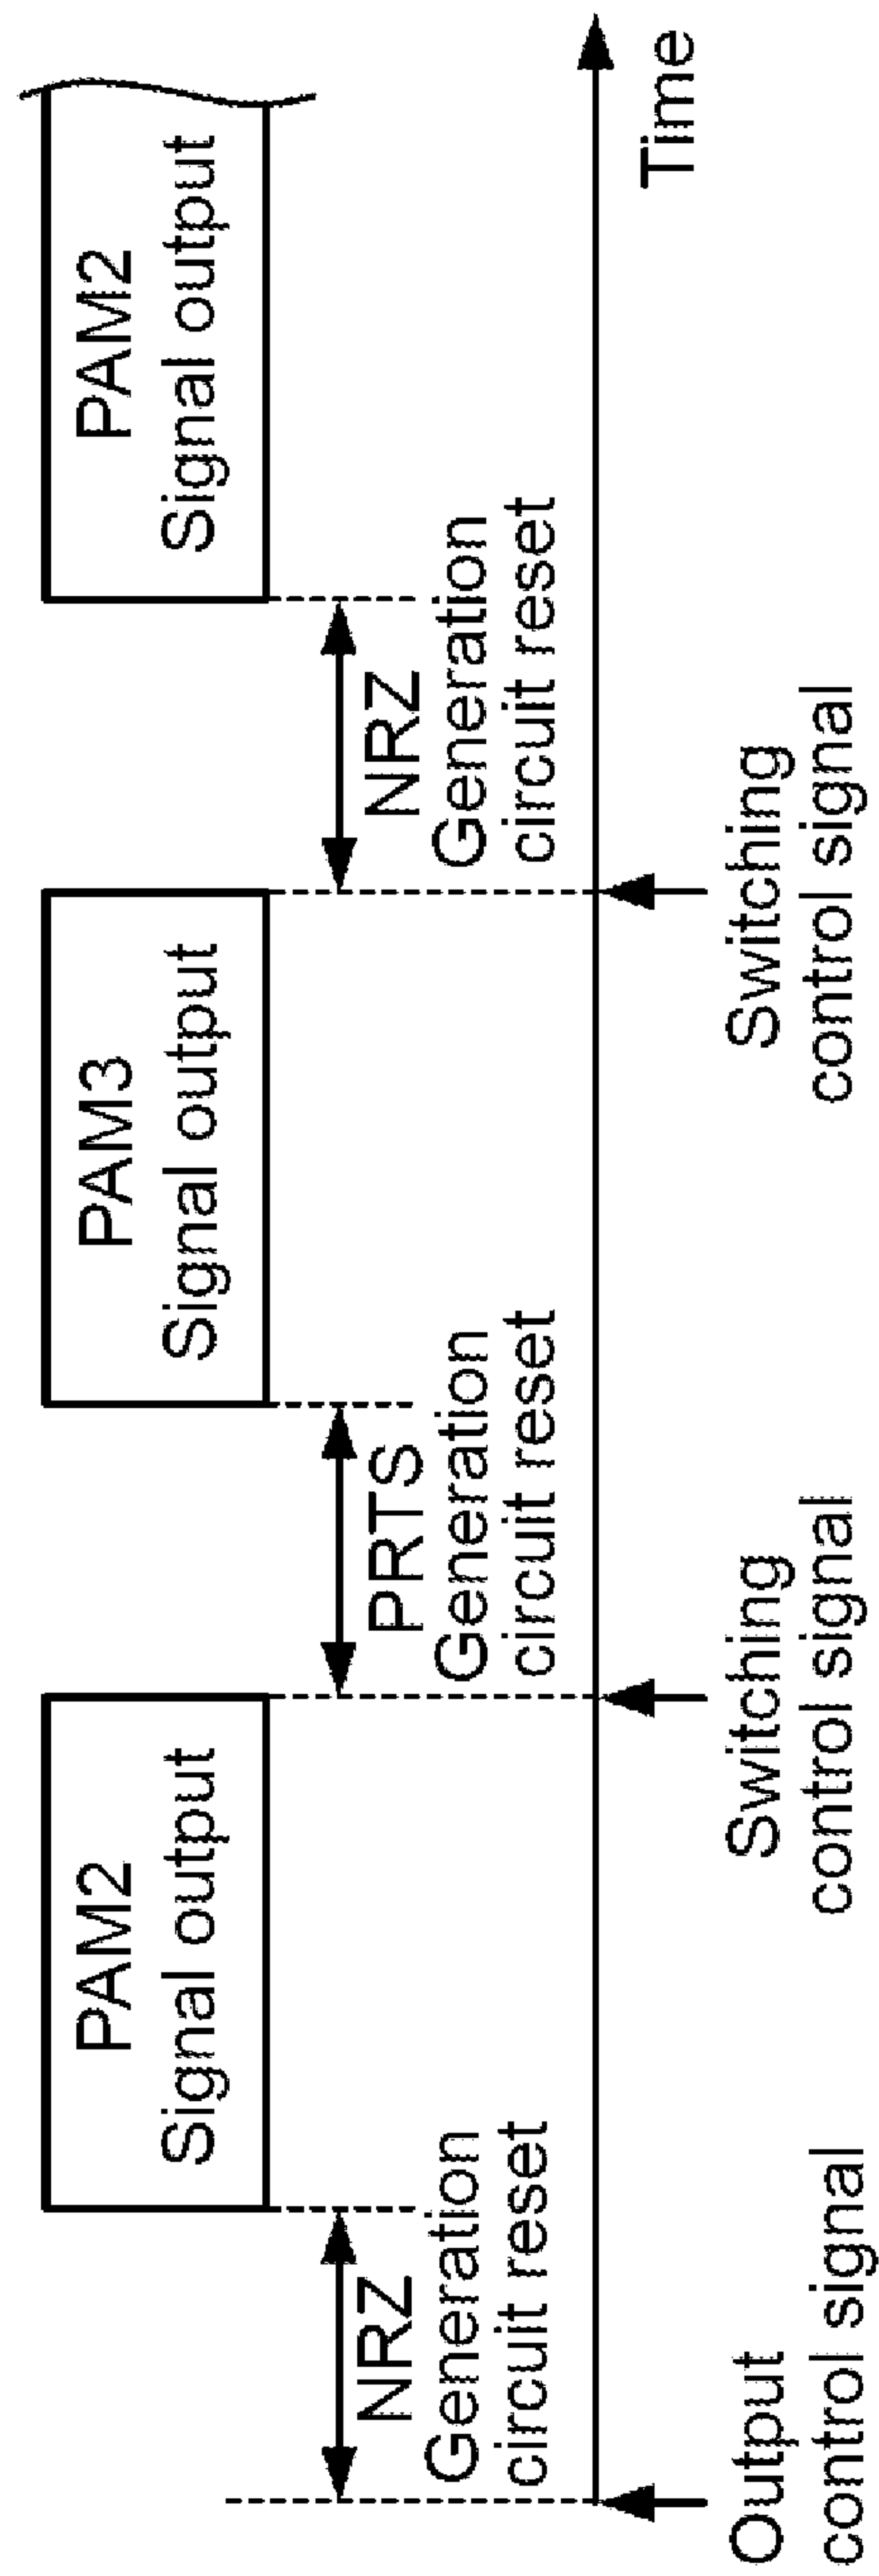 PAM2
Signal output
PAM3
Signal output
PAM2
Signal output
NRZ
Generation
circuit reset
PRTS
Generation
circuit reset
NRZ
Generation
circuit reset
Time
Output
control signal
Switching
control signal
Switching
control signal